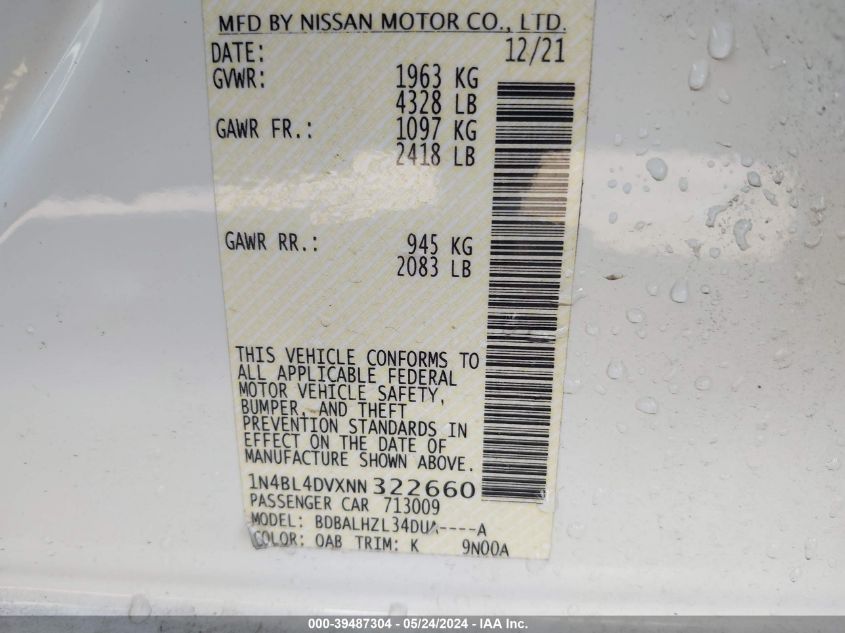 MFD BY NISSAN MOTOR CO., LTD.
DATE: 12/21
GVWR: 1963 KG
4328 LB
GAWR FR.: 1097 KG
2418 LB
GAWR RR.: 945 KG
2083 LB
THIS VEHICLE CONFORMS TO
ALL APPLICABLE FEDERAL
MOTOR VEHICLE SAFETY,
BUMPER, AND THEFT
PREVENTION STANDARDS IN
EFFECT ON THE DATE OF
MANUFACTURE SHOWN ABOVE.
1N4BL4DVXNN322660
PASSENGER CAR 713009
MODEL: BDBALHZL34DUA----A
COLOR: OAB TRIM: K 9N00A
000-39487304 - 05/24/2024 - IAA Inc.